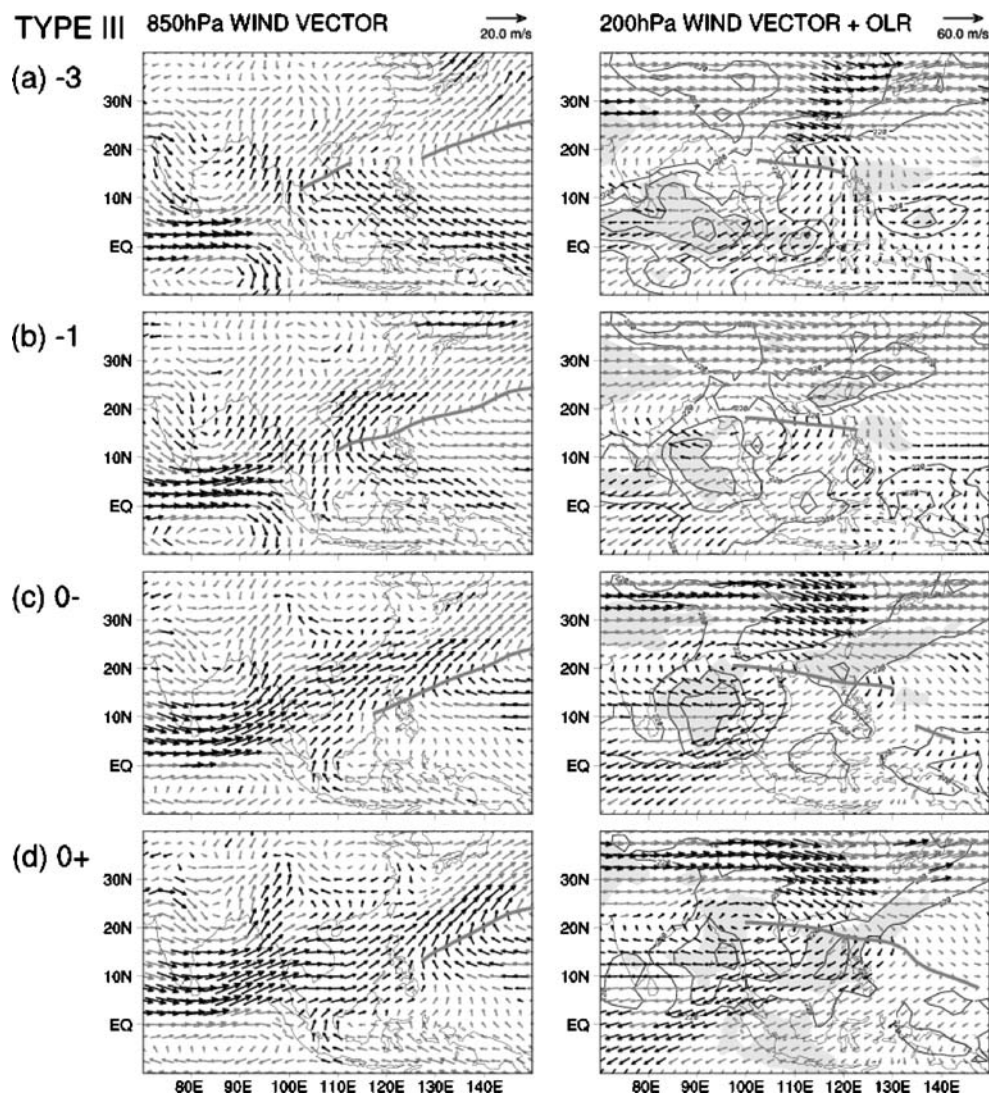 TYPE III 850hPa WIND VECTOR 20.0 m/s 200hPa WIND VECTOR + OLR 60.0 m/s
(a) -3
30N 30N
20N 20N
10N 10N
EQ EQ
(b) -1
30N 30N
20N 20N
10N 10N
EQ EQ
(c) 0-
30N 30N
20N 20N
10N 10N
EQ EQ
(d) 0+
30N 30N
20N 20N
10N 10N
EQ EQ
80E 90E 100E 110E 120E 130E 140E 80E 90E 100E 110E 120E 130E 140E